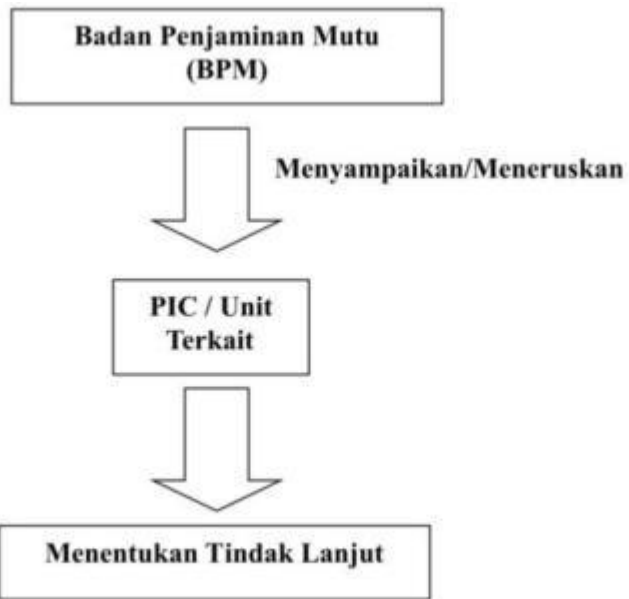 Badan Penjaminan Mutu
(BPM)
Menyampaikan/Meneruskan
PIC / Unit
Terkait
Menentukan Tindak Lanjut